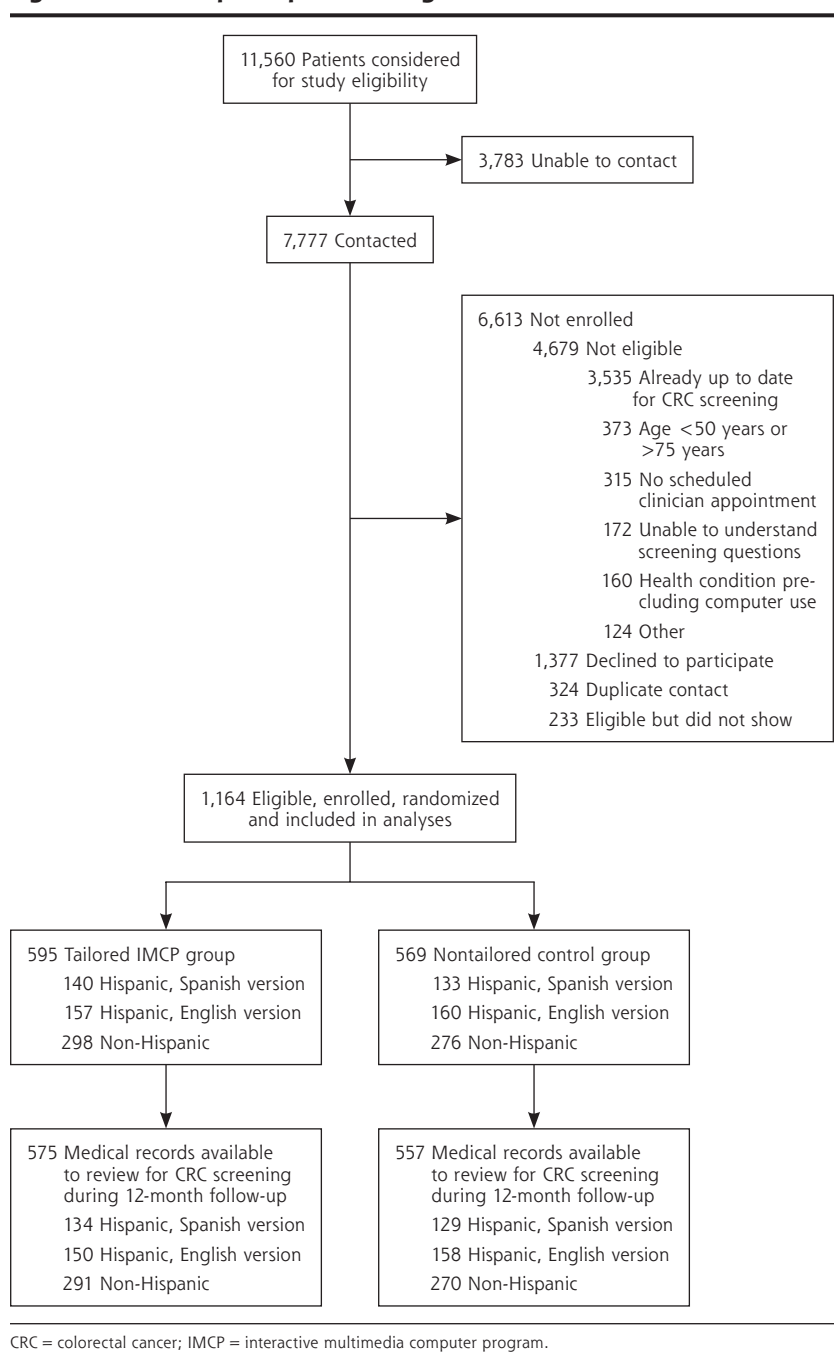 11,560 Patients considered
for study eligibility
3,783 Unable to contact
7,777 Contacted
6,613 Not enrolled
4,679 Not eligible
3,535 Already up to date
for CRC screening
373 Age <50 years or
>75 years
315 No scheduled
clinician appointment
172 Unable to understand
screening questions
160 Health condition pre-
cluding computer use
124 Other
1,377 Declined to participate
324 Duplicate contact
233 Eligible but did not show
1,164 Eligible, enrolled, randomized
and included in analyses
595 Tailored IMCP group
140 Hispanic, Spanish version
157 Hispanic, English version
298 Non-Hispanic
569 Nontailored control group
133 Hispanic, Spanish version
160 Hispanic, English version
276 Non-Hispanic
575 Medical records available
to review for CRC screening
during 12-month follow-up
134 Hispanic, Spanish version
150 Hispanic, English version
291 Non-Hispanic
557 Medical records available
to review for CRC screening
during 12-month follow-up
129 Hispanic, Spanish version
158 Hispanic, English version
270 Non-Hispanic
CRC = colorectal cancer; IMCP = interactive multimedia computer program.